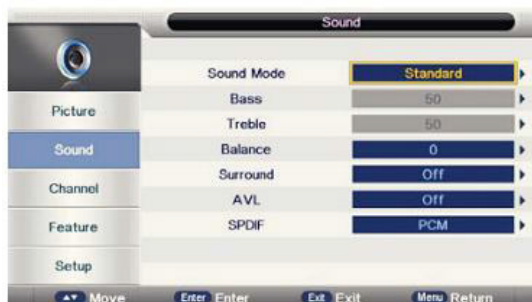 Sound
Picture
Sound
Channel
Feature
Setup
Sound Mode Standard
Bass 50
Treble 50
Balance 0
Surround Off
AVL Off
SPDIF PCM
Move Enter Enter Exit Exit Menu Return